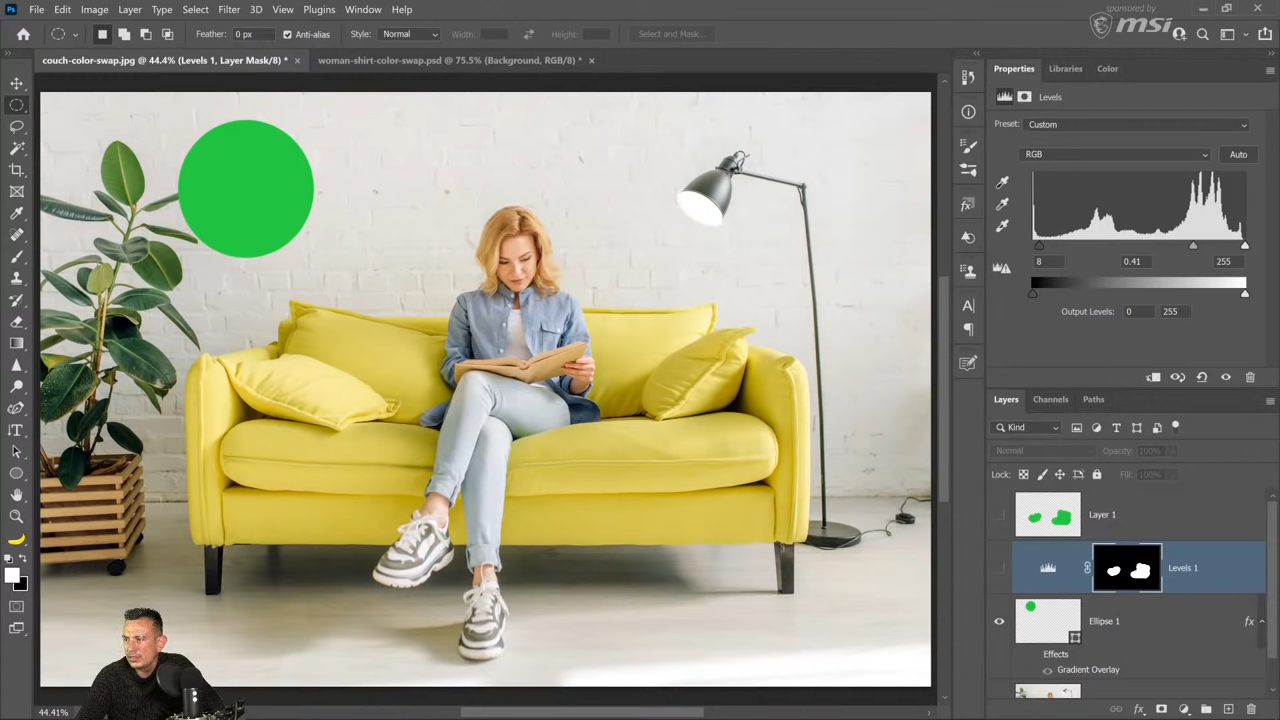 sponsored by
msi
Ps File Edit Image Layer Type Select Filter 3D View Plugins Window Help
Feather: 0 px Anti-alias Style: Normal Width: Height: Select and Mask...
couch-color-swap.jpg @ 44.4% (Levels 1, Layer Mask/8) * × woman-shirt-color-swap.psd @ 75.5% (Background, RGB/8) * ×
Properties Libraries Color
Levels
Preset: Custom
RGB Auto
8 0.41 255
Output Levels: 0 255
Layers Channels Paths
Kind
Normal Opacity: 100%
Lock: Fill: 100%
Layer 1
Levels 1
Ellipse 1 fx
Effects
Gradient Overlay
44.41%